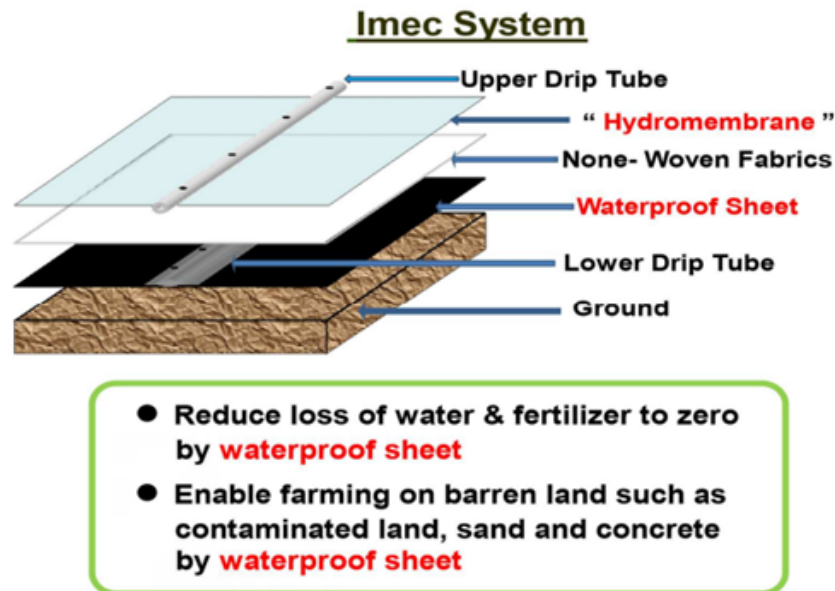 Imec System
Upper Drip Tube
“ Hydromembrane ”
None- Woven Fabrics
Waterproof Sheet
Lower Drip Tube
Ground
● Reduce loss of water & fertilizer to zero
by waterproof sheet
● Enable farming on barren land such as
contaminated land, sand and concrete
by waterproof sheet